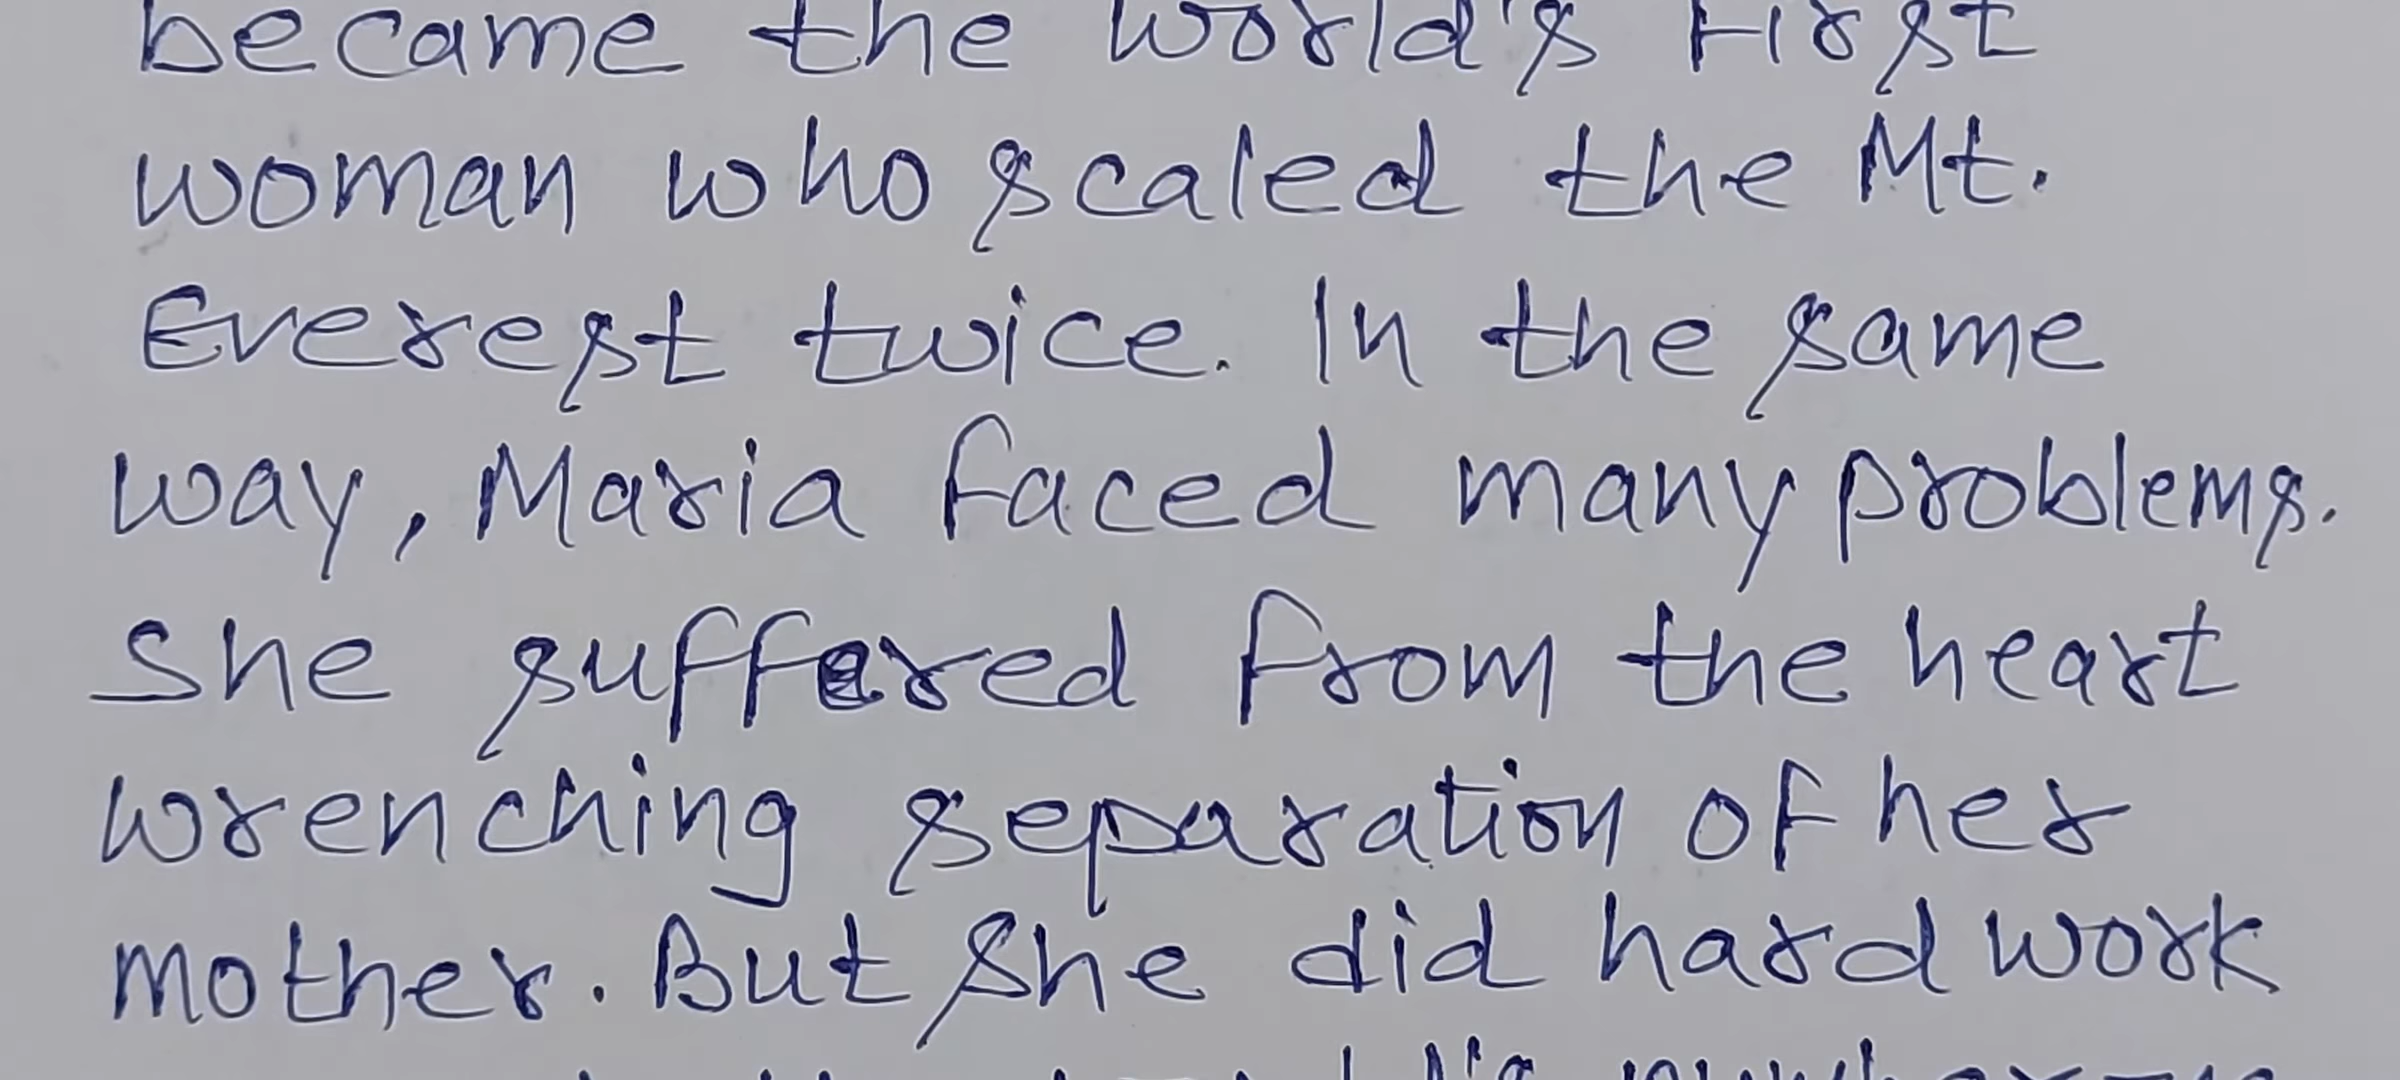 became the world's First
woman who scaled the Mt.
Everest twice. In the same
way, Maria faced many problems.
She suffered from the heart
wrenching separation of her
mother. But she did hard work